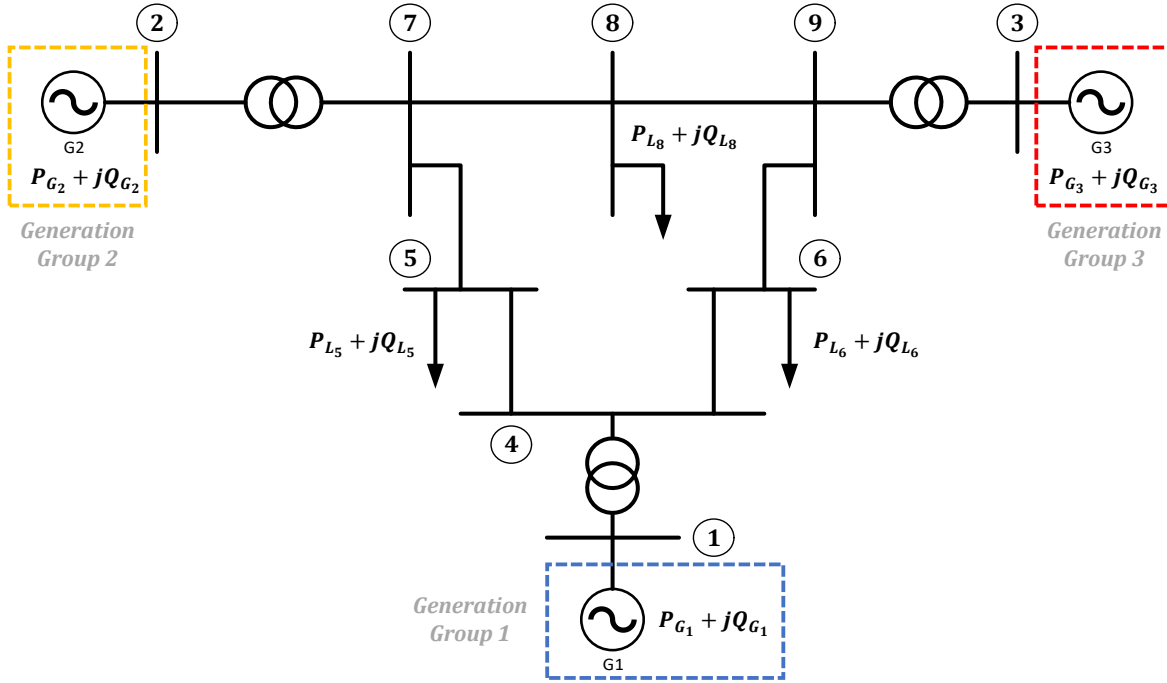 2
7
8
9
3
G2
P_{G_2} + jQ_{G_2}
Generation
Group 2
P_{L_8} + jQ_{L_8}
G3
P_{G_3} + jQ_{G_3}
Generation
Group 3
5
6
P_{L_5} + jQ_{L_5}
P_{L_6} + jQ_{L_6}
4
1
Generation
Group 1
P_{G_1} + jQ_{G_1}
G1